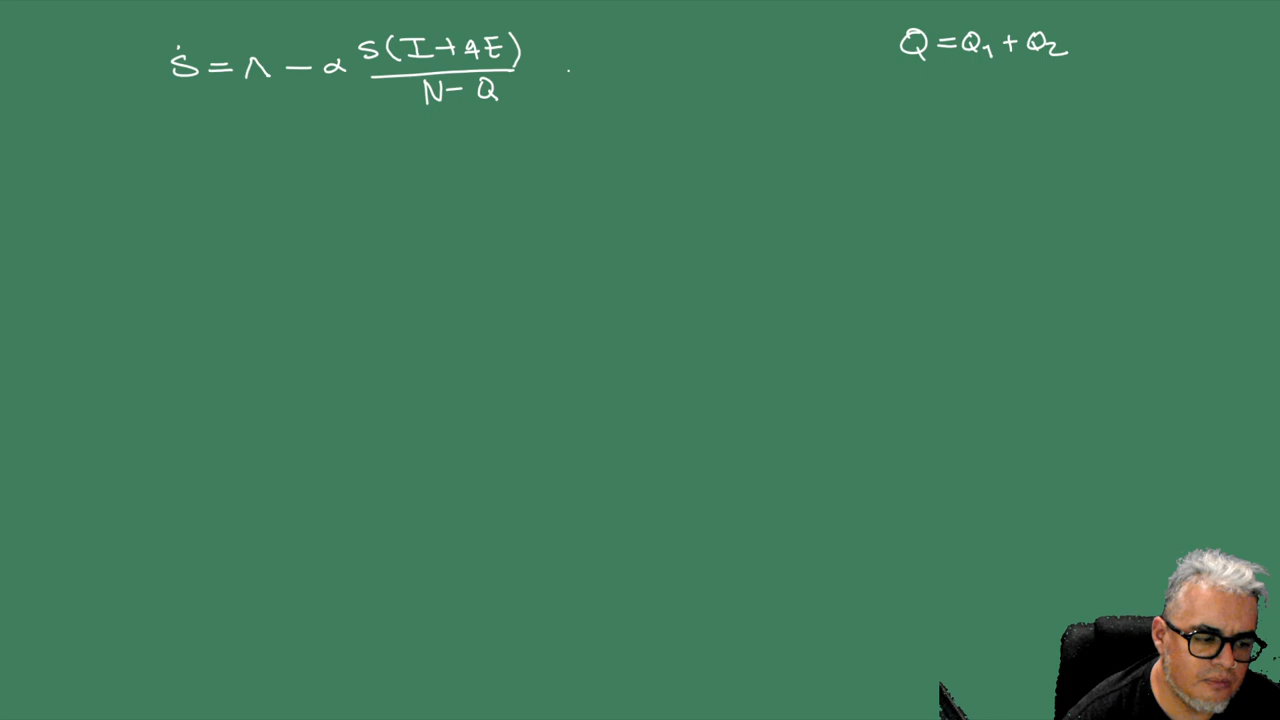 Ṡ = Λ − α S(I+qE) / N−Q
Q = Q₁ + Q₂